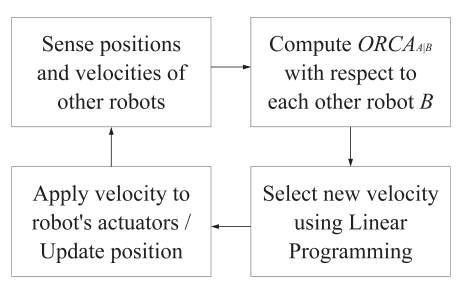 Sense positions
and velocities of
other robots
Compute ORCA_{A|B}
with respect to
each other robot B
Apply velocity to
robot's actuators /
Update position
Select new velocity
using Linear
Programming